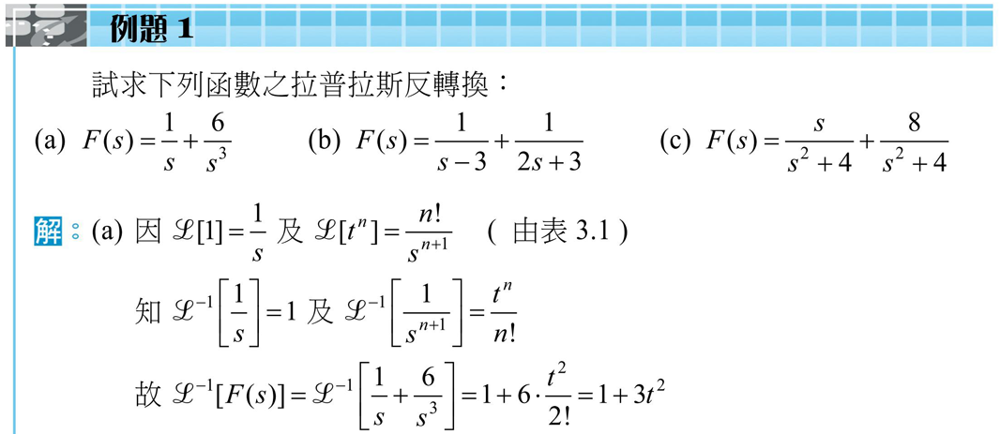 例題 1
試求下列函數之拉普拉斯反轉換：
(a) $F(s)=\frac{1}{s}+\frac{6}{s^3}$ (b) $F(s)=\frac{1}{s-3}+\frac{1}{2s+3}$ (c) $F(s)=\frac{s}{s^2+4}+\frac{8}{s^2+4}$
解：(a) 因 $\mathscr{L}[1]=\frac{1}{s}$ 及 $\mathscr{L}[t^n]=\frac{n!}{s^{n+1}}$ ( 由表 3.1 )
知 $\mathscr{L}^{-1}\left[\frac{1}{s}\right]=1$ 及 $\mathscr{L}^{-1}\left[\frac{1}{s^{n+1}}\right]=\frac{t^n}{n!}$
故 $\mathscr{L}^{-1}[F(s)]=\mathscr{L}^{-1}\left[\frac{1}{s}+\frac{6}{s^3}\right]=1+6\cdot\frac{t^2}{2!}=1+3t^2$